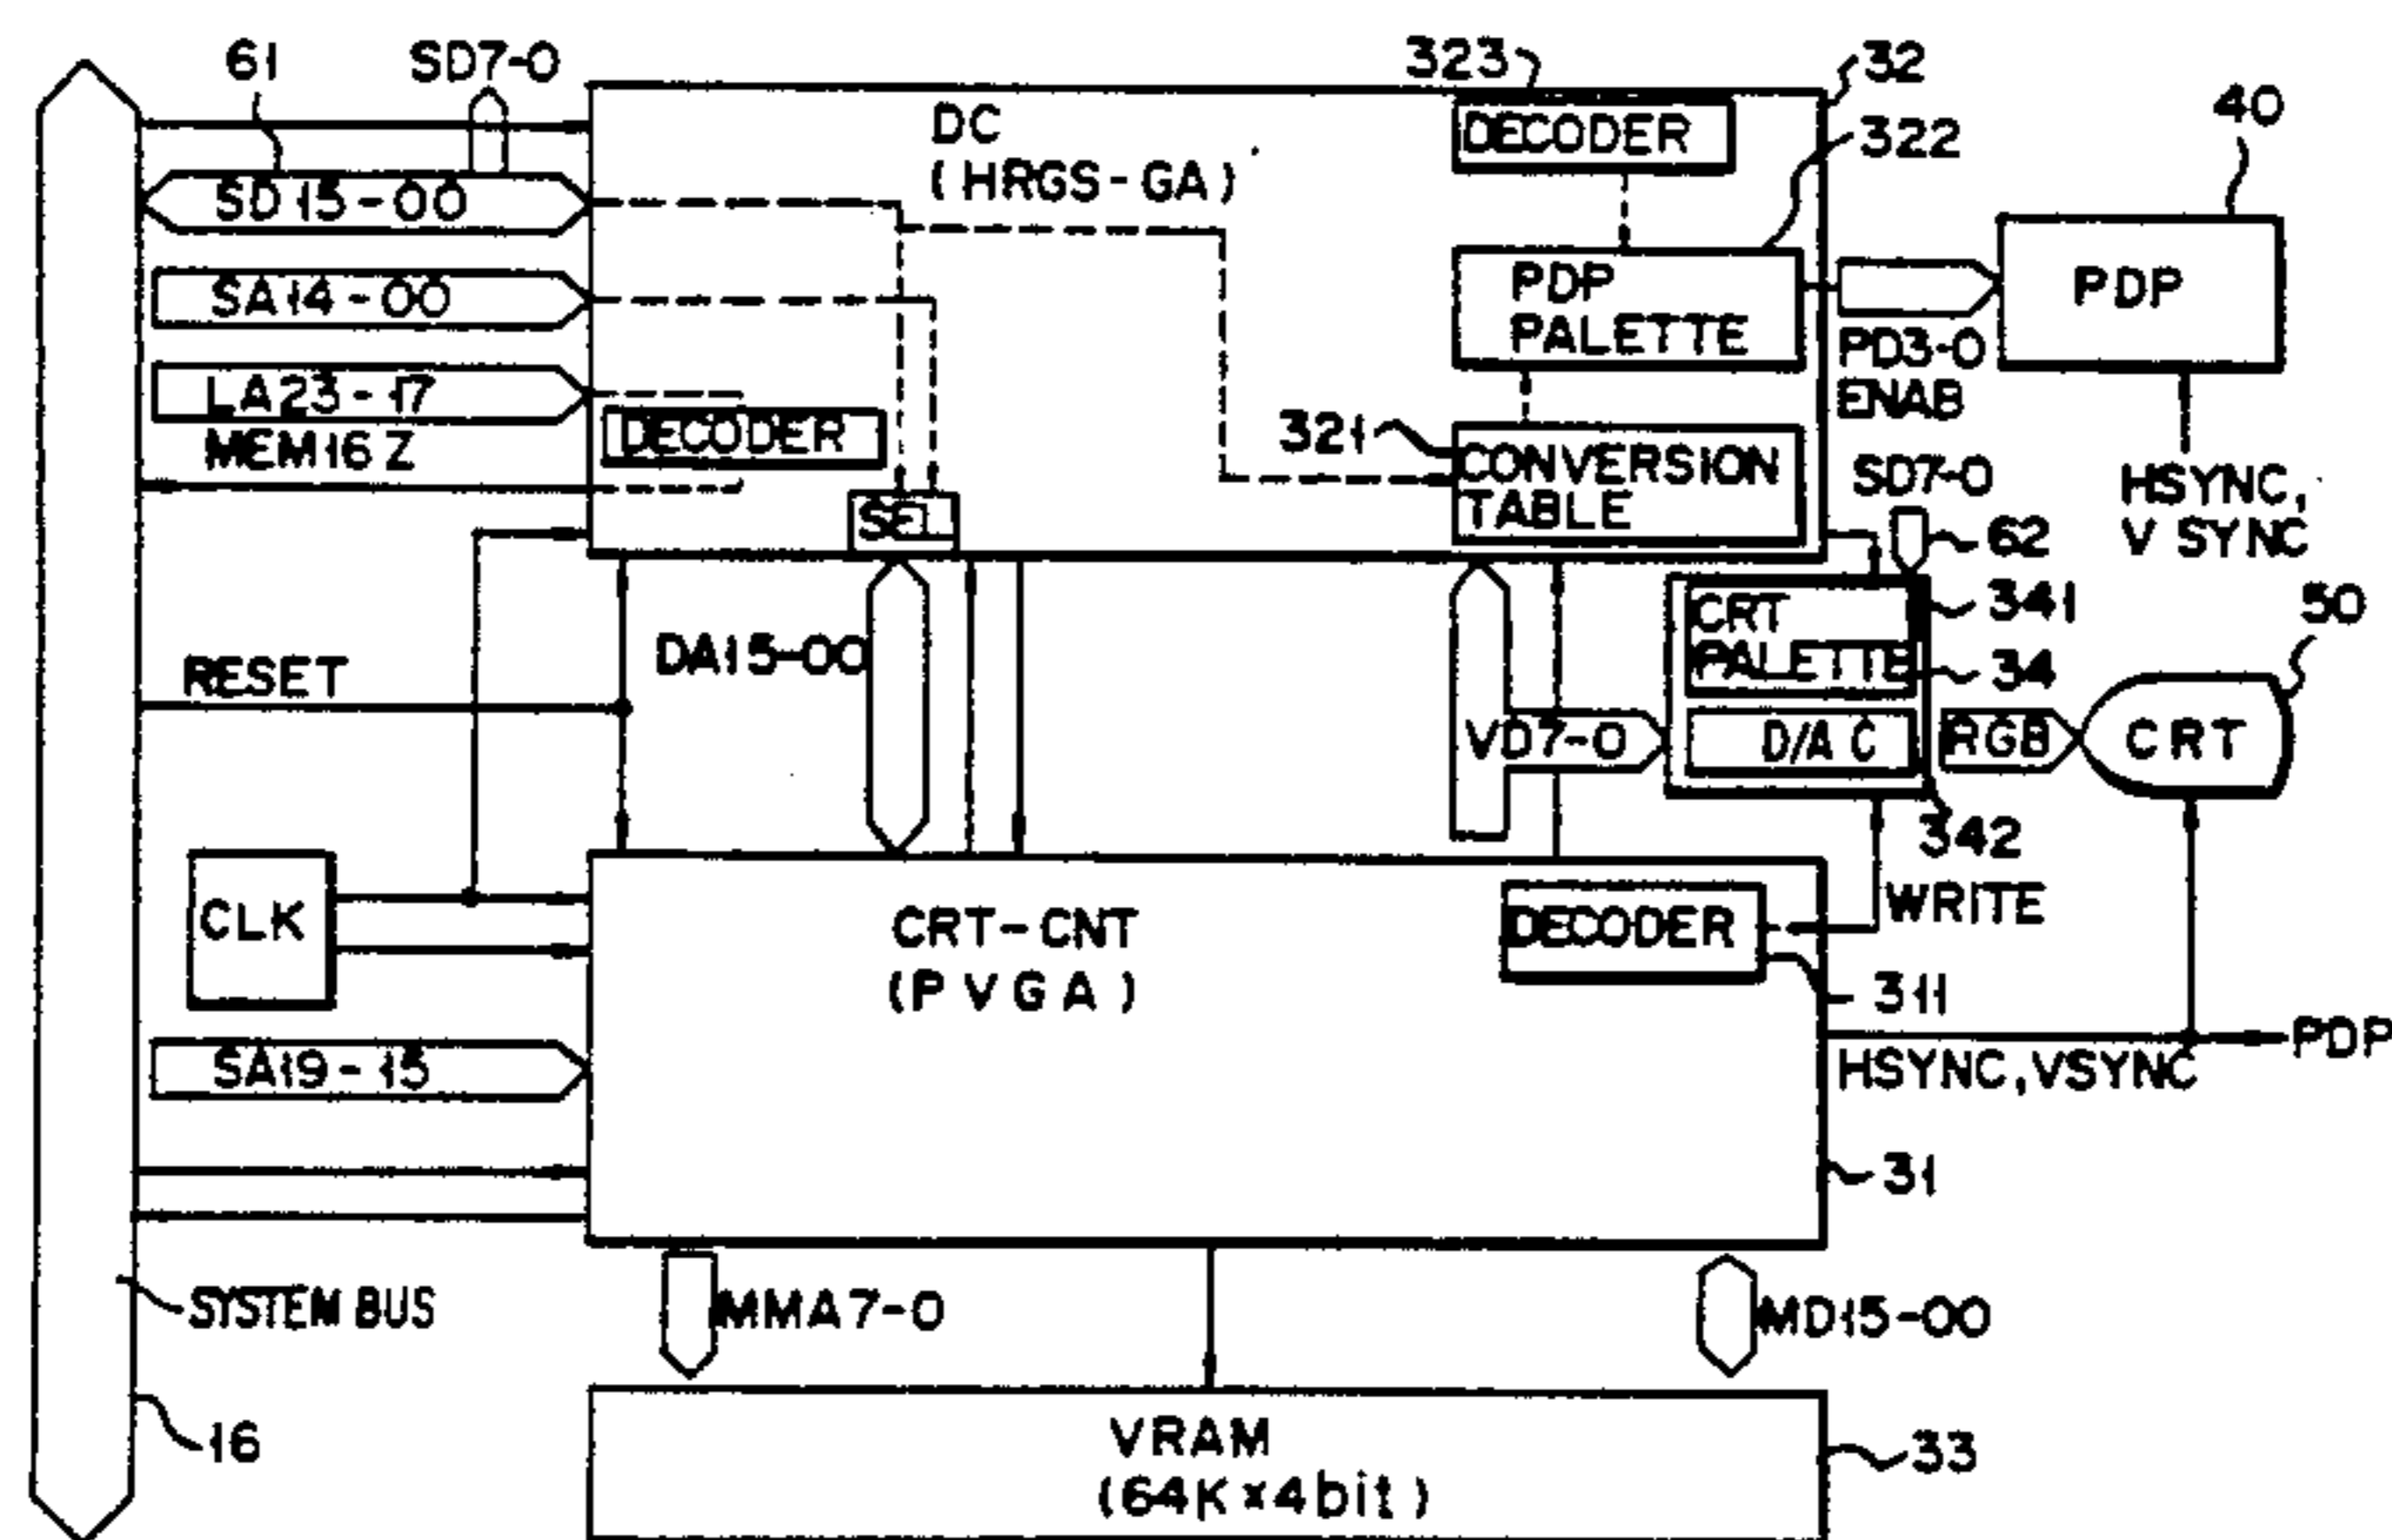 61
SD7-0
323
32
DC
(HRGS-GA)
DECODER
322
40
SD15-00
SA14-00
PDP
PALETTE
PDP
PD3-0
ENAB
LA23-17
MEM16Z
DECODER
321
CONVERSION
TABLE
SD7-0
HSYNC,
VSYNC
SEL
62
CRT
PALETTE
341
34
50
RESET
DA15-00
VD7-0
D/AC
RGB
CRT
342
CLK
CRT-CNT
(PVGA)
DECODER
WRITE
311
SA19-15
PDP
HSYNC, VSYNC
31
SYSTEM BUS
MMA7-0
MD15-00
16
VRAM
(64K x 4bit)
33